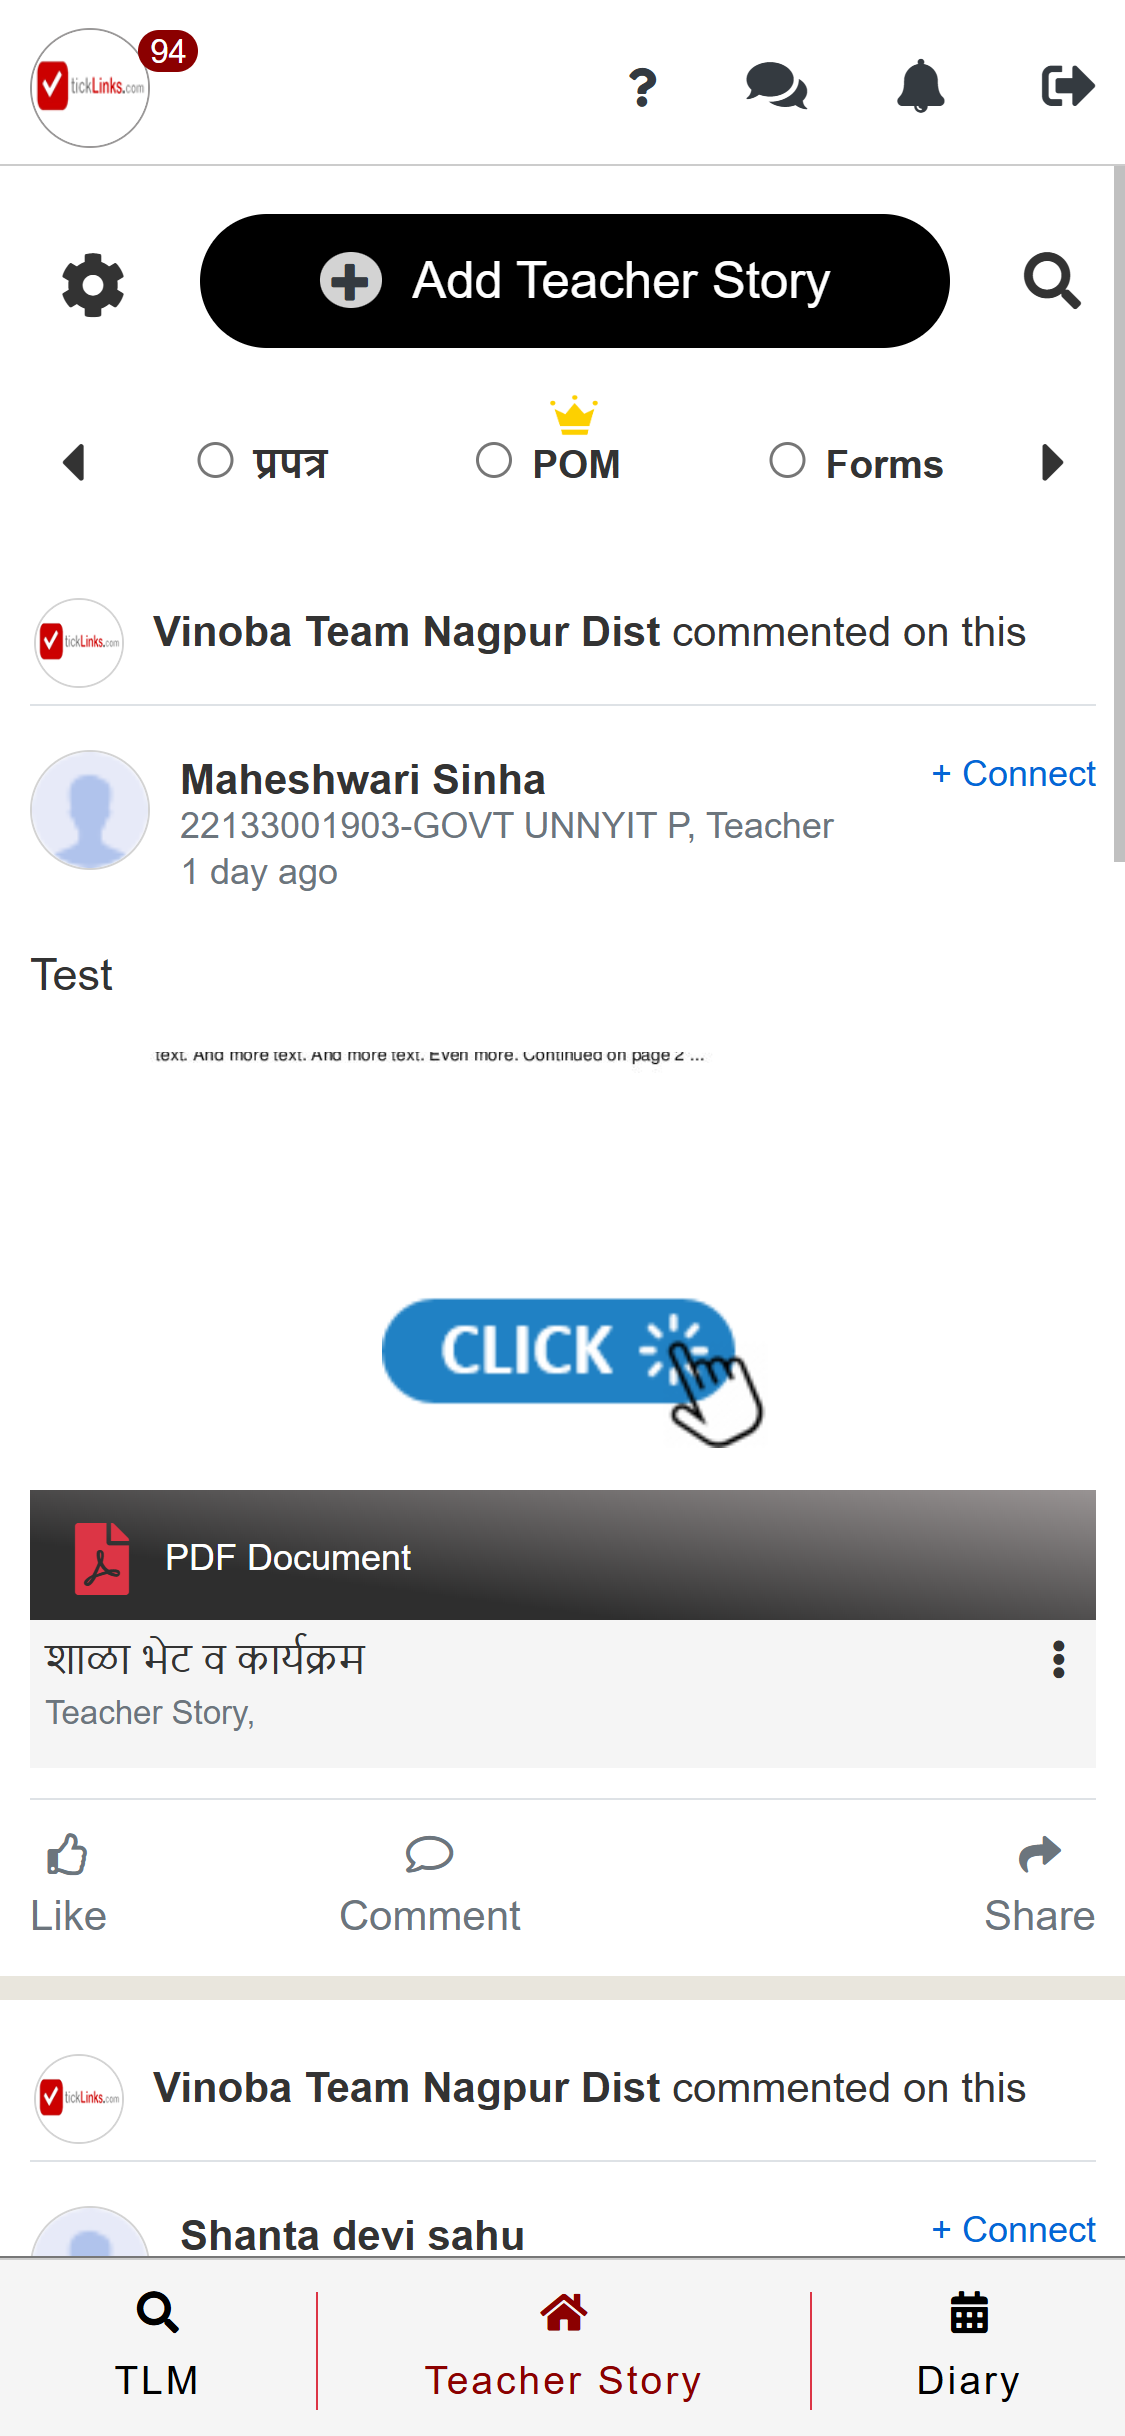 tickLinks.com
94
?
Add Teacher Story
प्रपत्र
POM
Forms
tickLinks.com
Vinoba Team Nagpur Dist commented on this
Maheshwari Sinha
+ Connect
22133001903-GOVT UNNYIT P, Teacher
1 day ago
Test
text. And more text. And more text. Even more. Continued on page 2 ...
CLICK
PDF Document
शाळा भेट व कार्यक्रम
Teacher Story,
Like
Comment
Share
tickLinks.com
Vinoba Team Nagpur Dist commented on this
Shanta devi sahu
+ Connect
TLM
Teacher Story
Diary